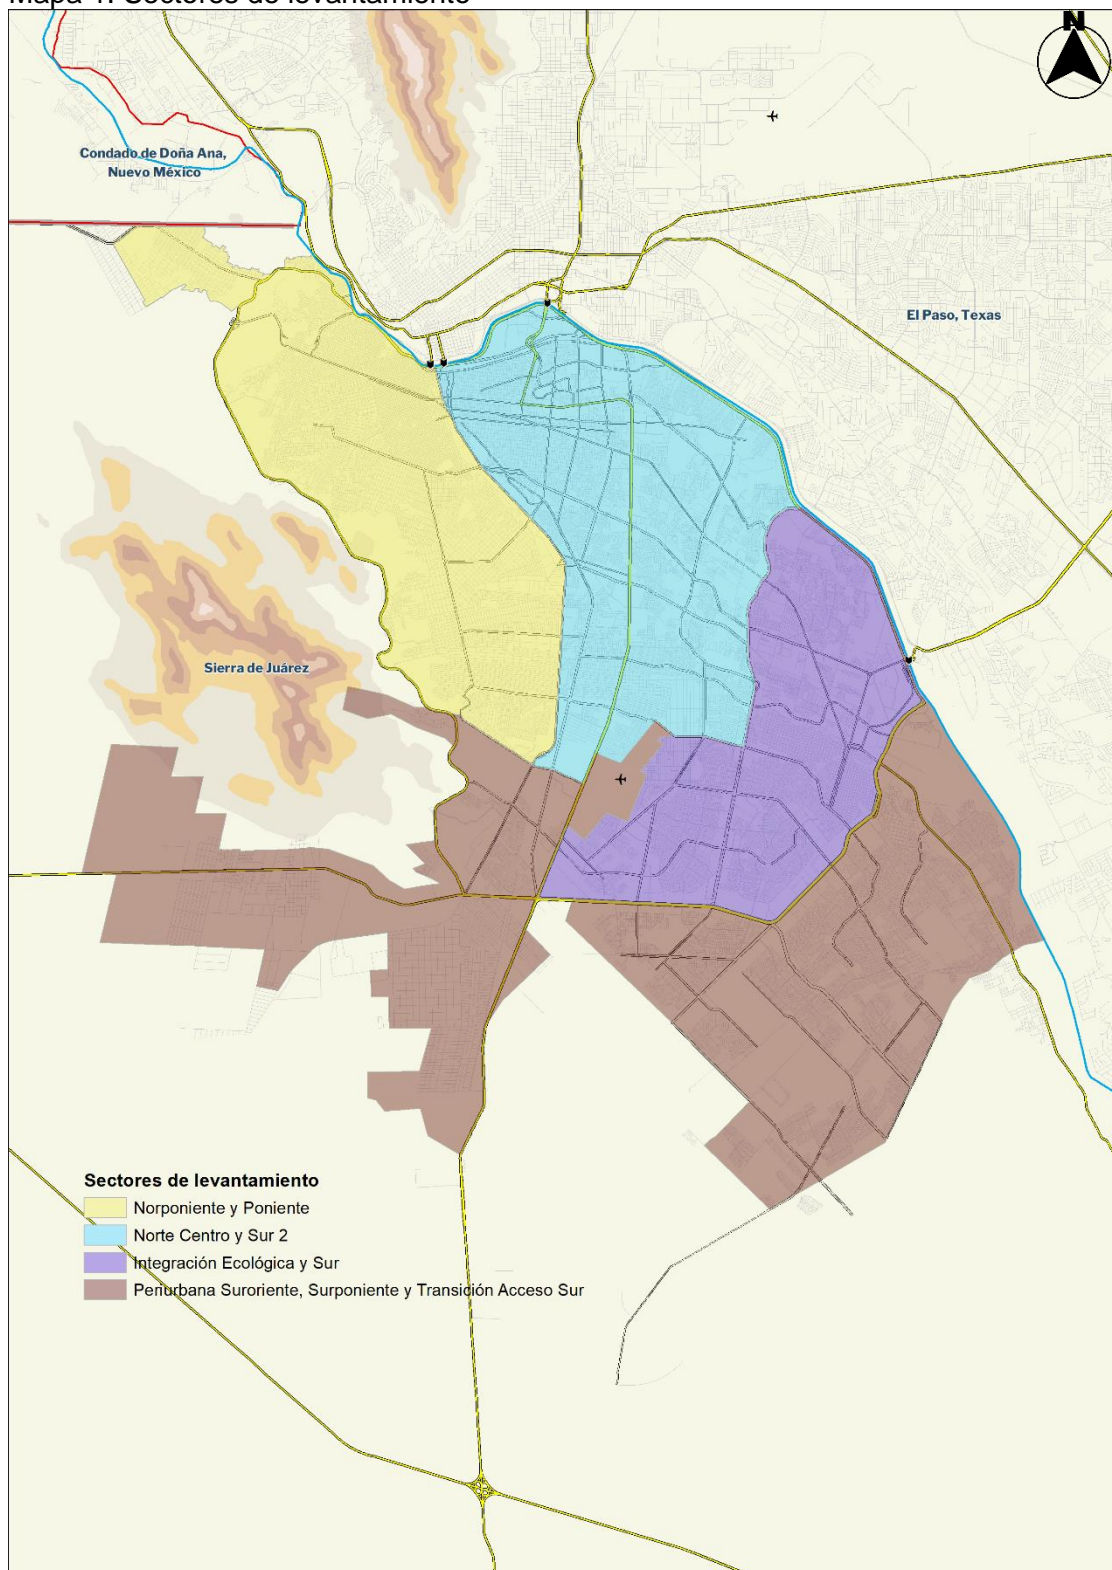 Mapa 1. Sectores de levantamiento
N
Condado de Doña Ana,
Nuevo México
El Paso, Texas
Sierra de Juárez
Sectores de levantamiento
Norponiente y Poniente
Norte Centro y Sur 2
Integración Ecológica y Sur
Periurbana Suroriente, Surponiente y Transición Acceso Sur